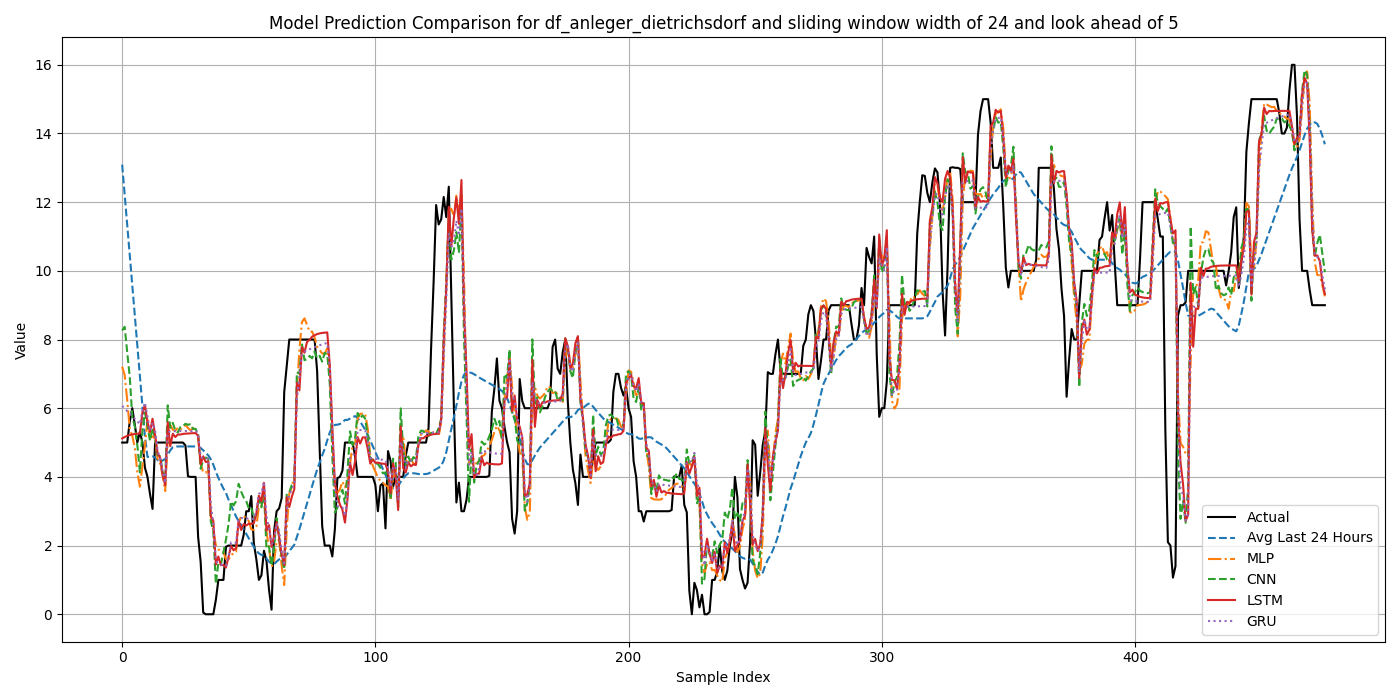 Model Prediction Comparison for df_anleger_dietrichsdorf and sliding window width of 24 and look ahead of 5
Value
16
14
12
10
8
6
4
2
0
0 100 200 300 400
Sample Index
Actual
Avg Last 24 Hours
MLP
CNN
LSTM
GRU